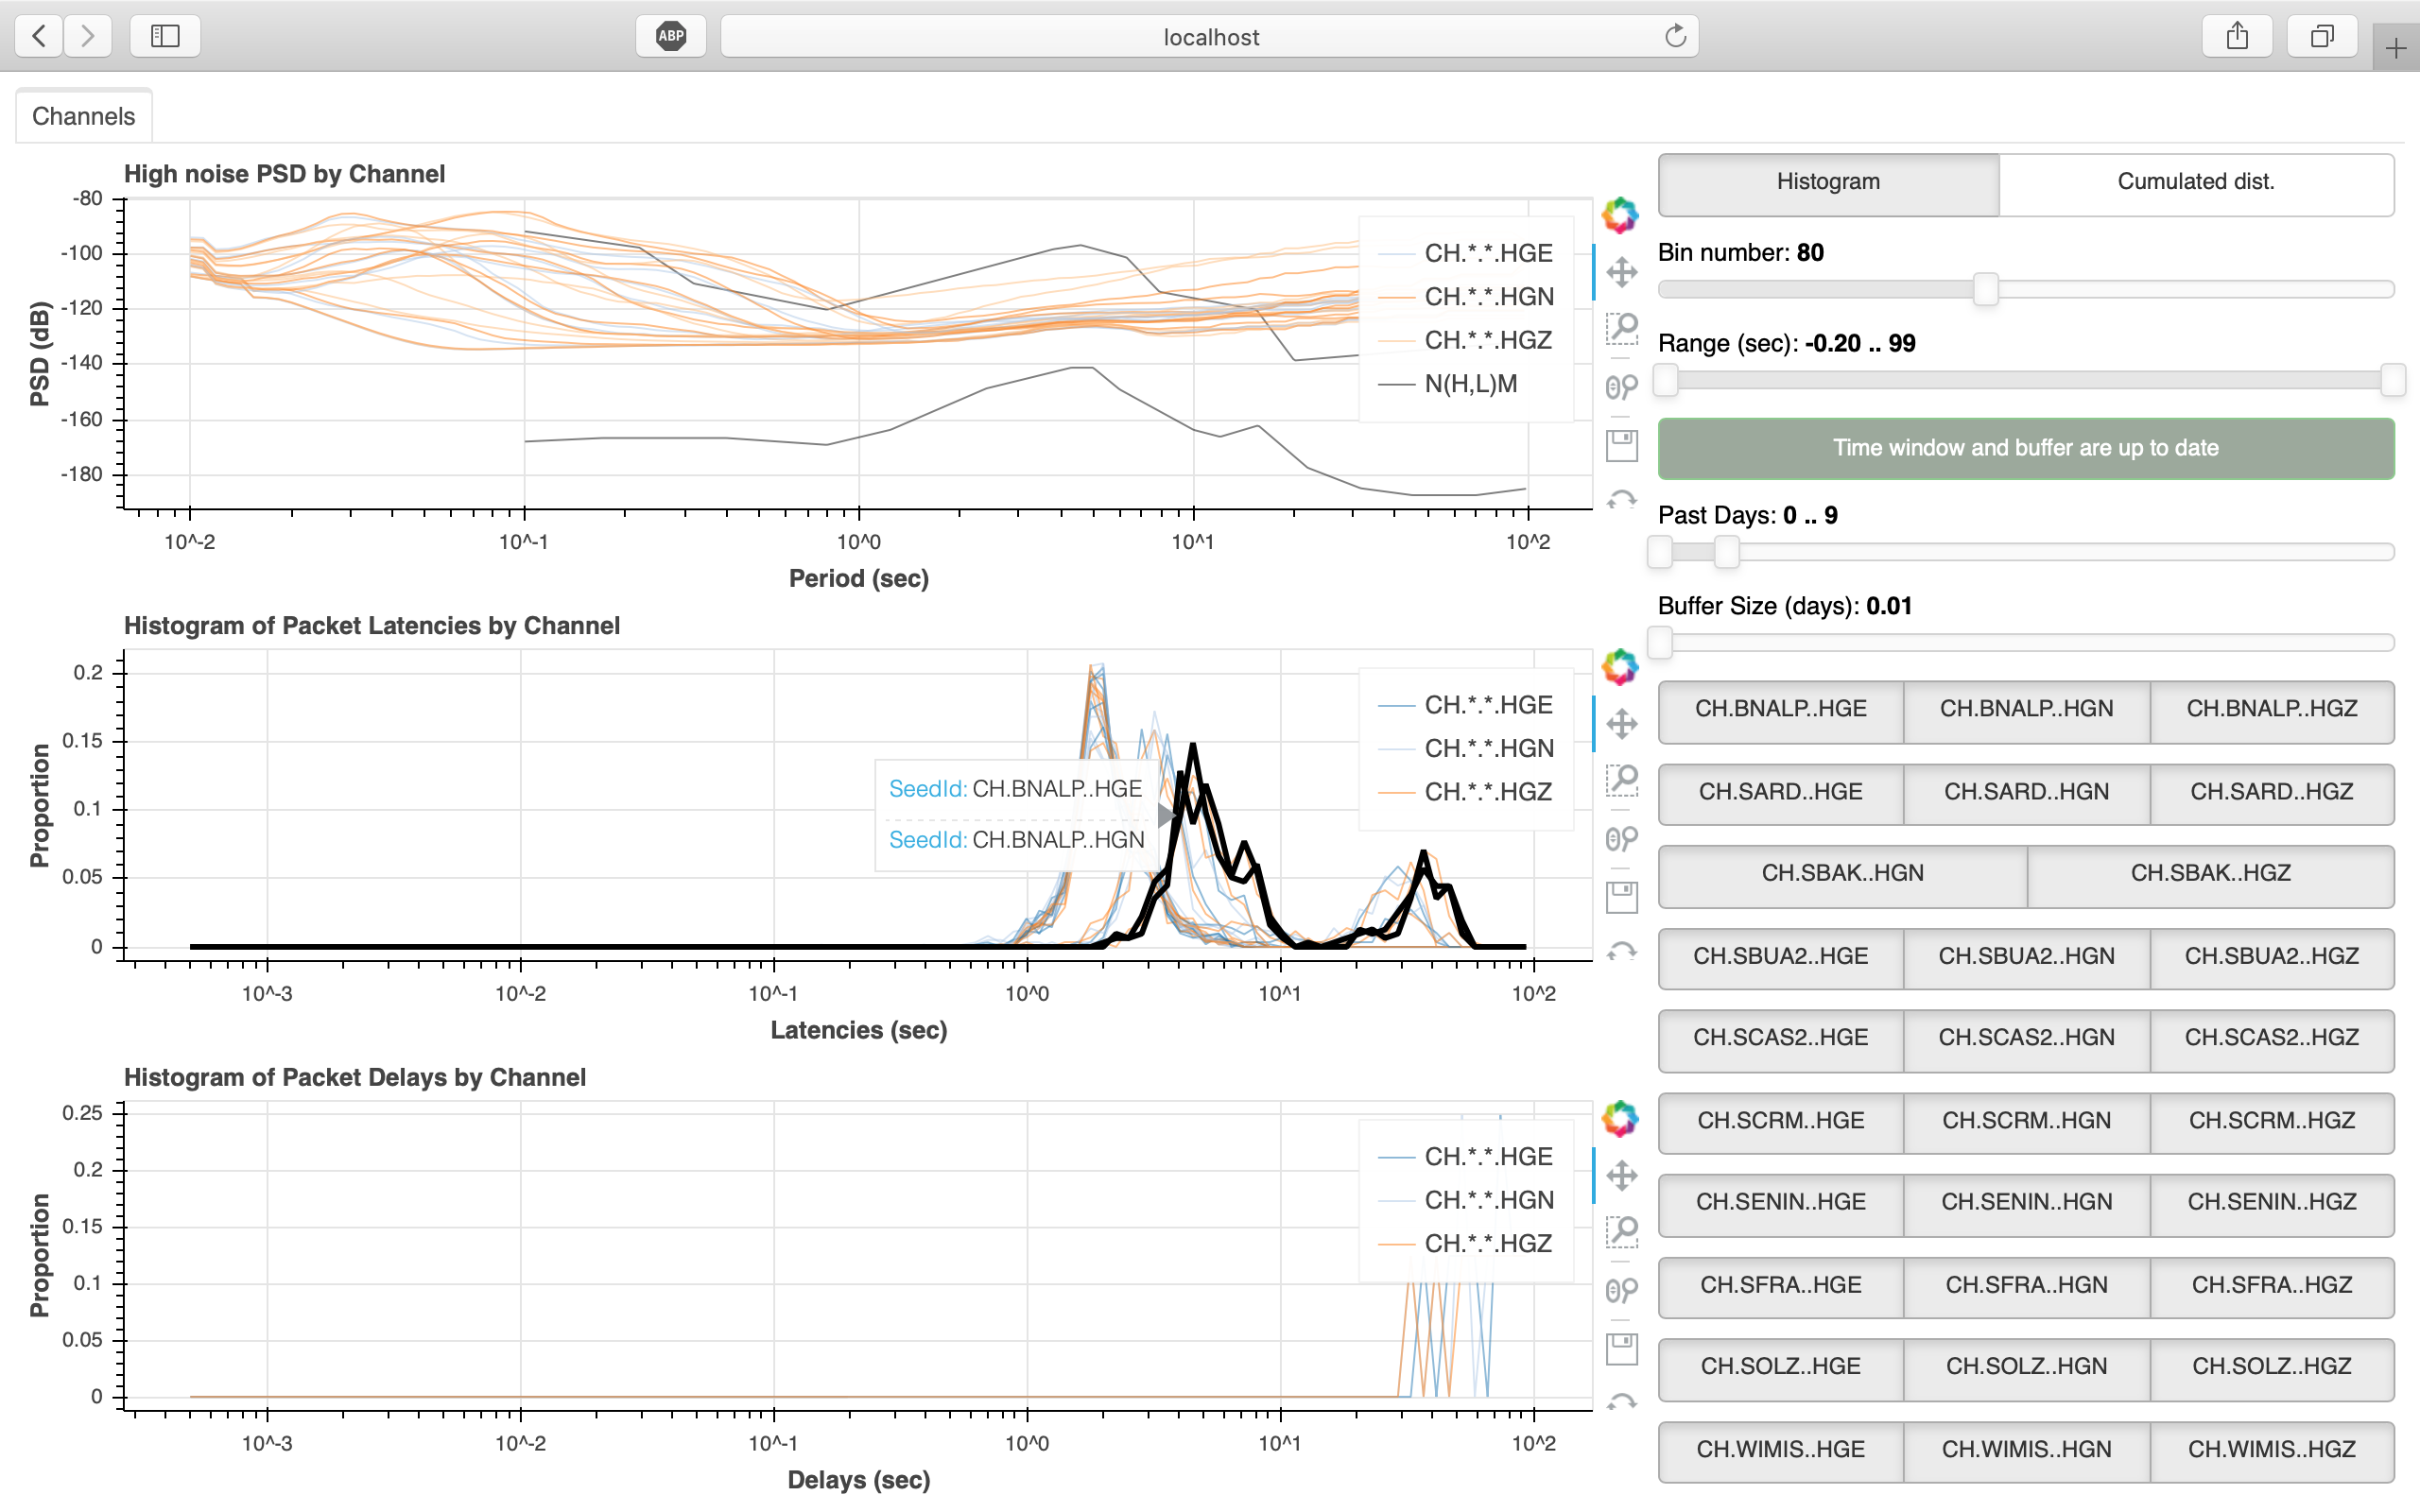 ABP
localhost
Channels
High noise PSD by Channel
PSD (dB)
-80
-100
-120
-140
-160
-180
10^-2
10^-1
10^0
10^1
10^2
Period (sec)
CH.*.*.HGE
CH.*.*.HGN
CH.*.*.HGZ
N(H,L)M
Histogram of Packet Latencies by Channel
Proportion
0.2
0.15
0.1
0.05
0
10^-3
10^-2
10^-1
10^0
10^1
10^2
Latencies (sec)
CH.*.*.HGE
CH.*.*.HGN
CH.*.*.HGZ
SeedId: CH.BNALP..HGE
SeedId: CH.BNALP..HGN
Histogram of Packet Delays by Channel
Proportion
0.25
0.2
0.15
0.1
0.05
0
10^-3
10^-2
10^-1
10^0
10^1
10^2
Delays (sec)
CH.*.*.HGE
CH.*.*.HGN
CH.*.*.HGZ
Histogram
Cumulated dist.
Bin number: 80
Range (sec): -0.20 .. 99
Time window and buffer are up to date
Past Days: 0 .. 9
Buffer Size (days): 0.01
CH.BNALP..HGE CH.BNALP..HGN CH.BNALP..HGZ
CH.SARD..HGE CH.SARD..HGN CH.SARD..HGZ
CH.SBAK..HGN CH.SBAK..HGZ
CH.SBUA2..HGE CH.SBUA2..HGN CH.SBUA2..HGZ
CH.SCAS2..HGE CH.SCAS2..HGN CH.SCAS2..HGZ
CH.SCRM..HGE CH.SCRM..HGN CH.SCRM..HGZ
CH.SENIN..HGE CH.SENIN..HGN CH.SENIN..HGZ
CH.SFRA..HGE CH.SFRA..HGN CH.SFRA..HGZ
CH.SOLZ..HGE CH.SOLZ..HGN CH.SOLZ..HGZ
CH.WIMIS..HGE CH.WIMIS..HGN CH.WIMIS..HGZ